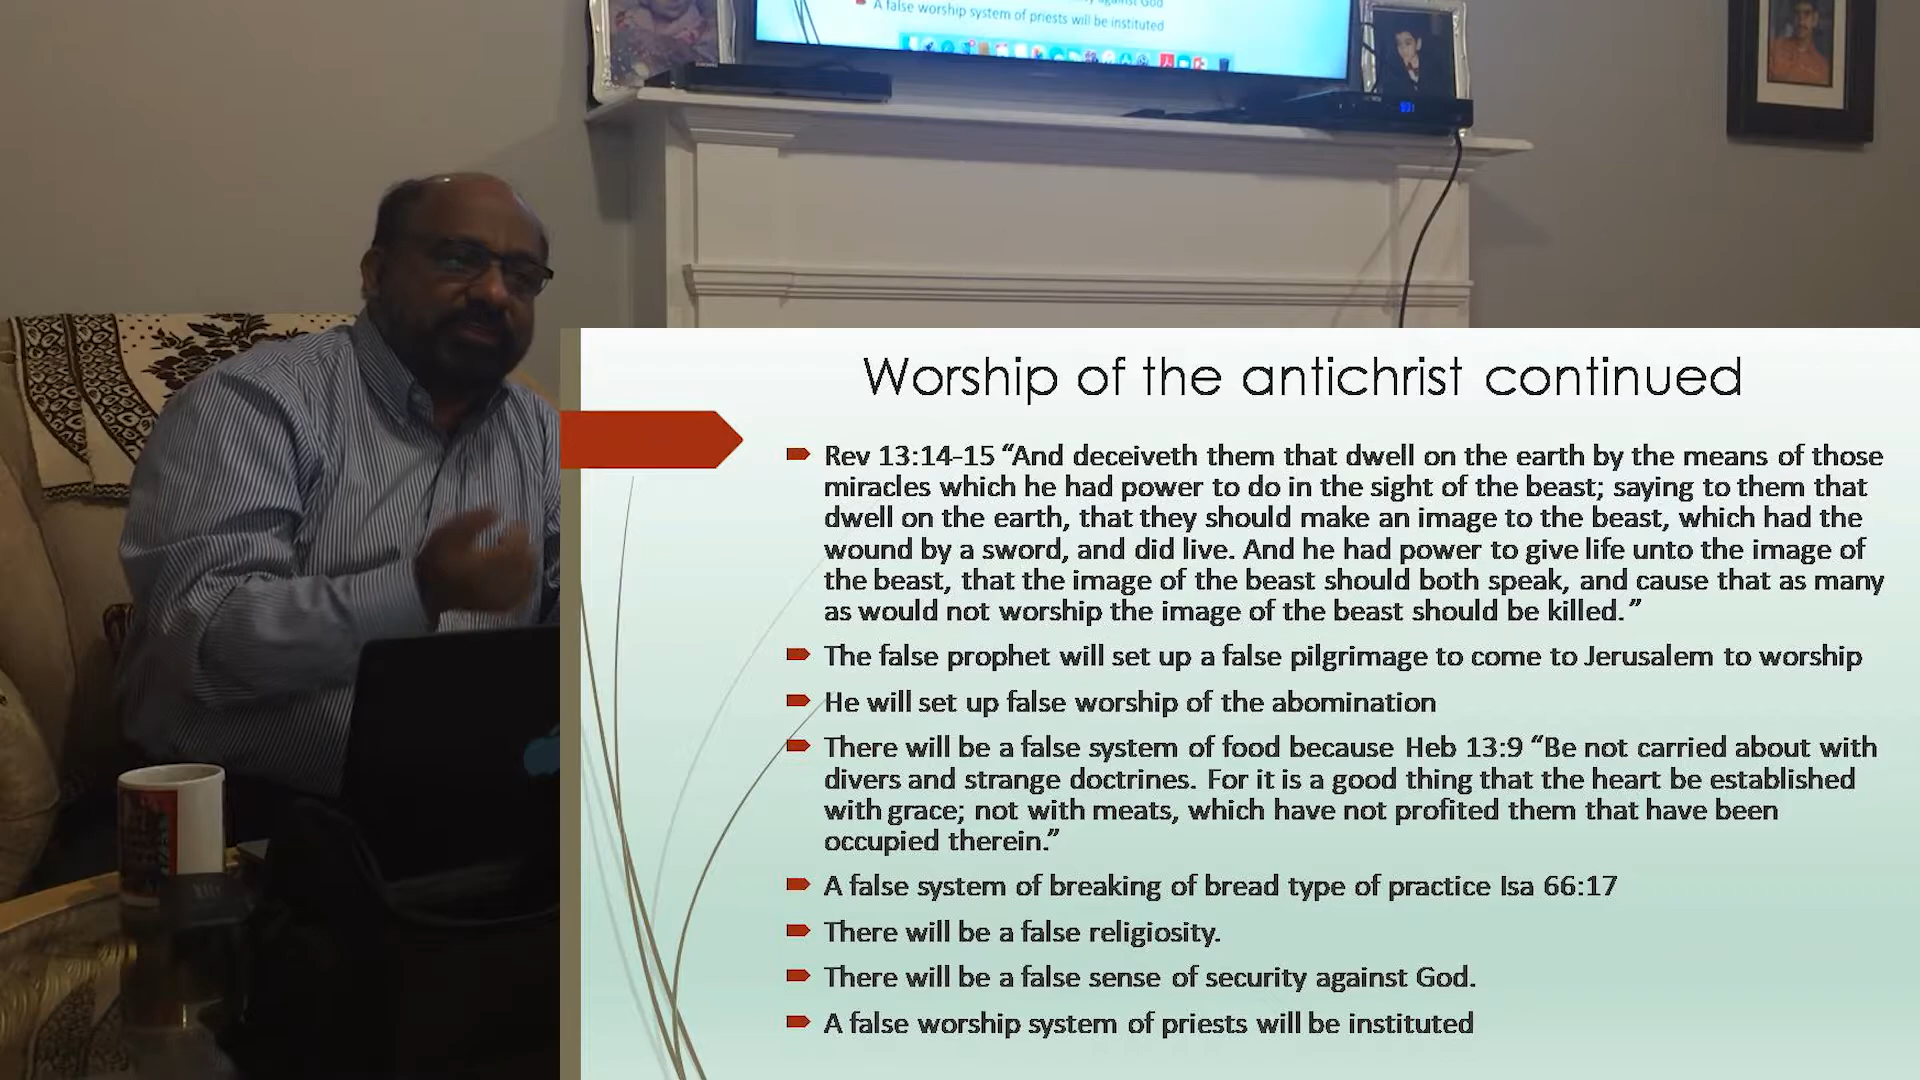 A false worship system of priests will be instituted
Worship of the antichrist continued
Rev 13:14-15 “And deceiveth them that dwell on the earth by the means of those
miracles which he had power to do in the sight of the beast; saying to them that
dwell on the earth, that they should make an image to the beast, which had the
wound by a sword, and did live. And he had power to give life unto the image of
the beast, that the image of the beast should both speak, and cause that as many
as would not worship the image of the beast should be killed.”
The false prophet will set up a false pilgrimage to come to Jerusalem to worship
He will set up false worship of the abomination
There will be a false system of food because Heb 13:9 “Be not carried about with
divers and strange doctrines. For it is a good thing that the heart be established
with grace; not with meats, which have not profited them that have been
occupied therein.”
A false system of breaking of bread type of practice Isa 66:17
There will be a false religiosity.
There will be a false sense of security against God.
A false worship system of priests will be instituted